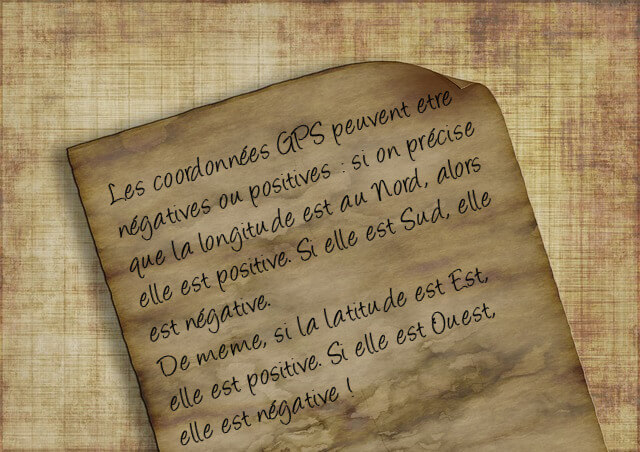 Les coordonnées GPS peuvent etre
négatives ou positives : si on précise
que la longitude est au Nord, alors
elle est positive. Si elle est Sud, elle
est négative.
De meme, si la latitude est Est,
elle est positive. Si elle est Ouest,
elle est négative !